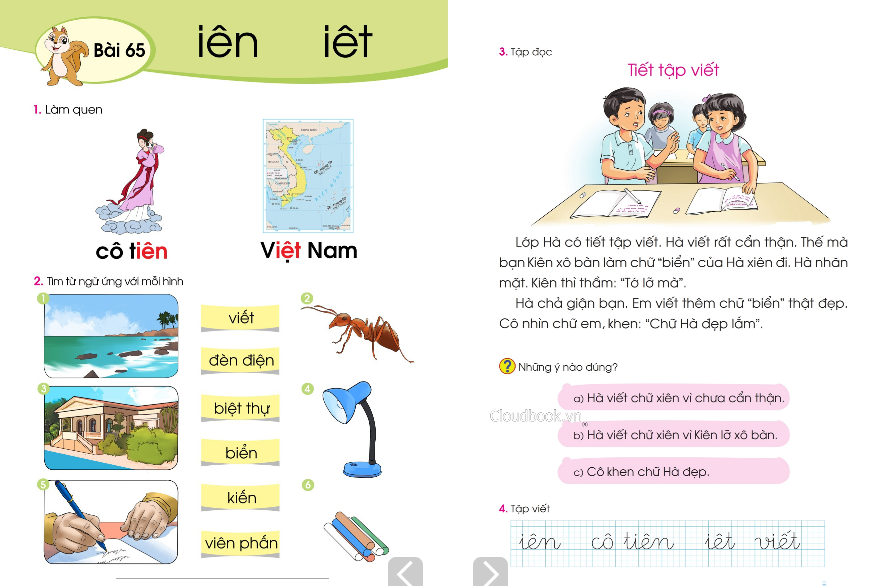 Bài 65
iên iêt
1. Làm quen
cô tiên
Việt Nam
2. Tìm từ ngữ ứng với mỗi hình
1
2
viết
đèn điện
3
4
biệt thự
biển
5
6
kiến
viên phấn
3. Tập đọc
Tiết tập viết
Lớp Hà có tiết tập viết. Hà viết rất cẩn thận. Thế mà
bạn Kiên xô bàn làm chữ “biển” của Hà xiên đi. Hà nhăn
mặt. Kiên thì thầm: “Tớ lỡ mà”.
Hà chả giận bạn. Em viết thêm chữ “biển” thật đẹp.
Cô nhìn chữ em, khen: “Chữ Hà đẹp lắm”.
? Những ý nào đúng?
a) Hà viết chữ xiên vì chưa cẩn thận.
Cloudbook.vn
b) Hà viết chữ xiên vì Kiên lỡ xô bàn.
c) Cô khen chữ Hà đẹp.
4. Tập viết
iên cô tiên iêt viết